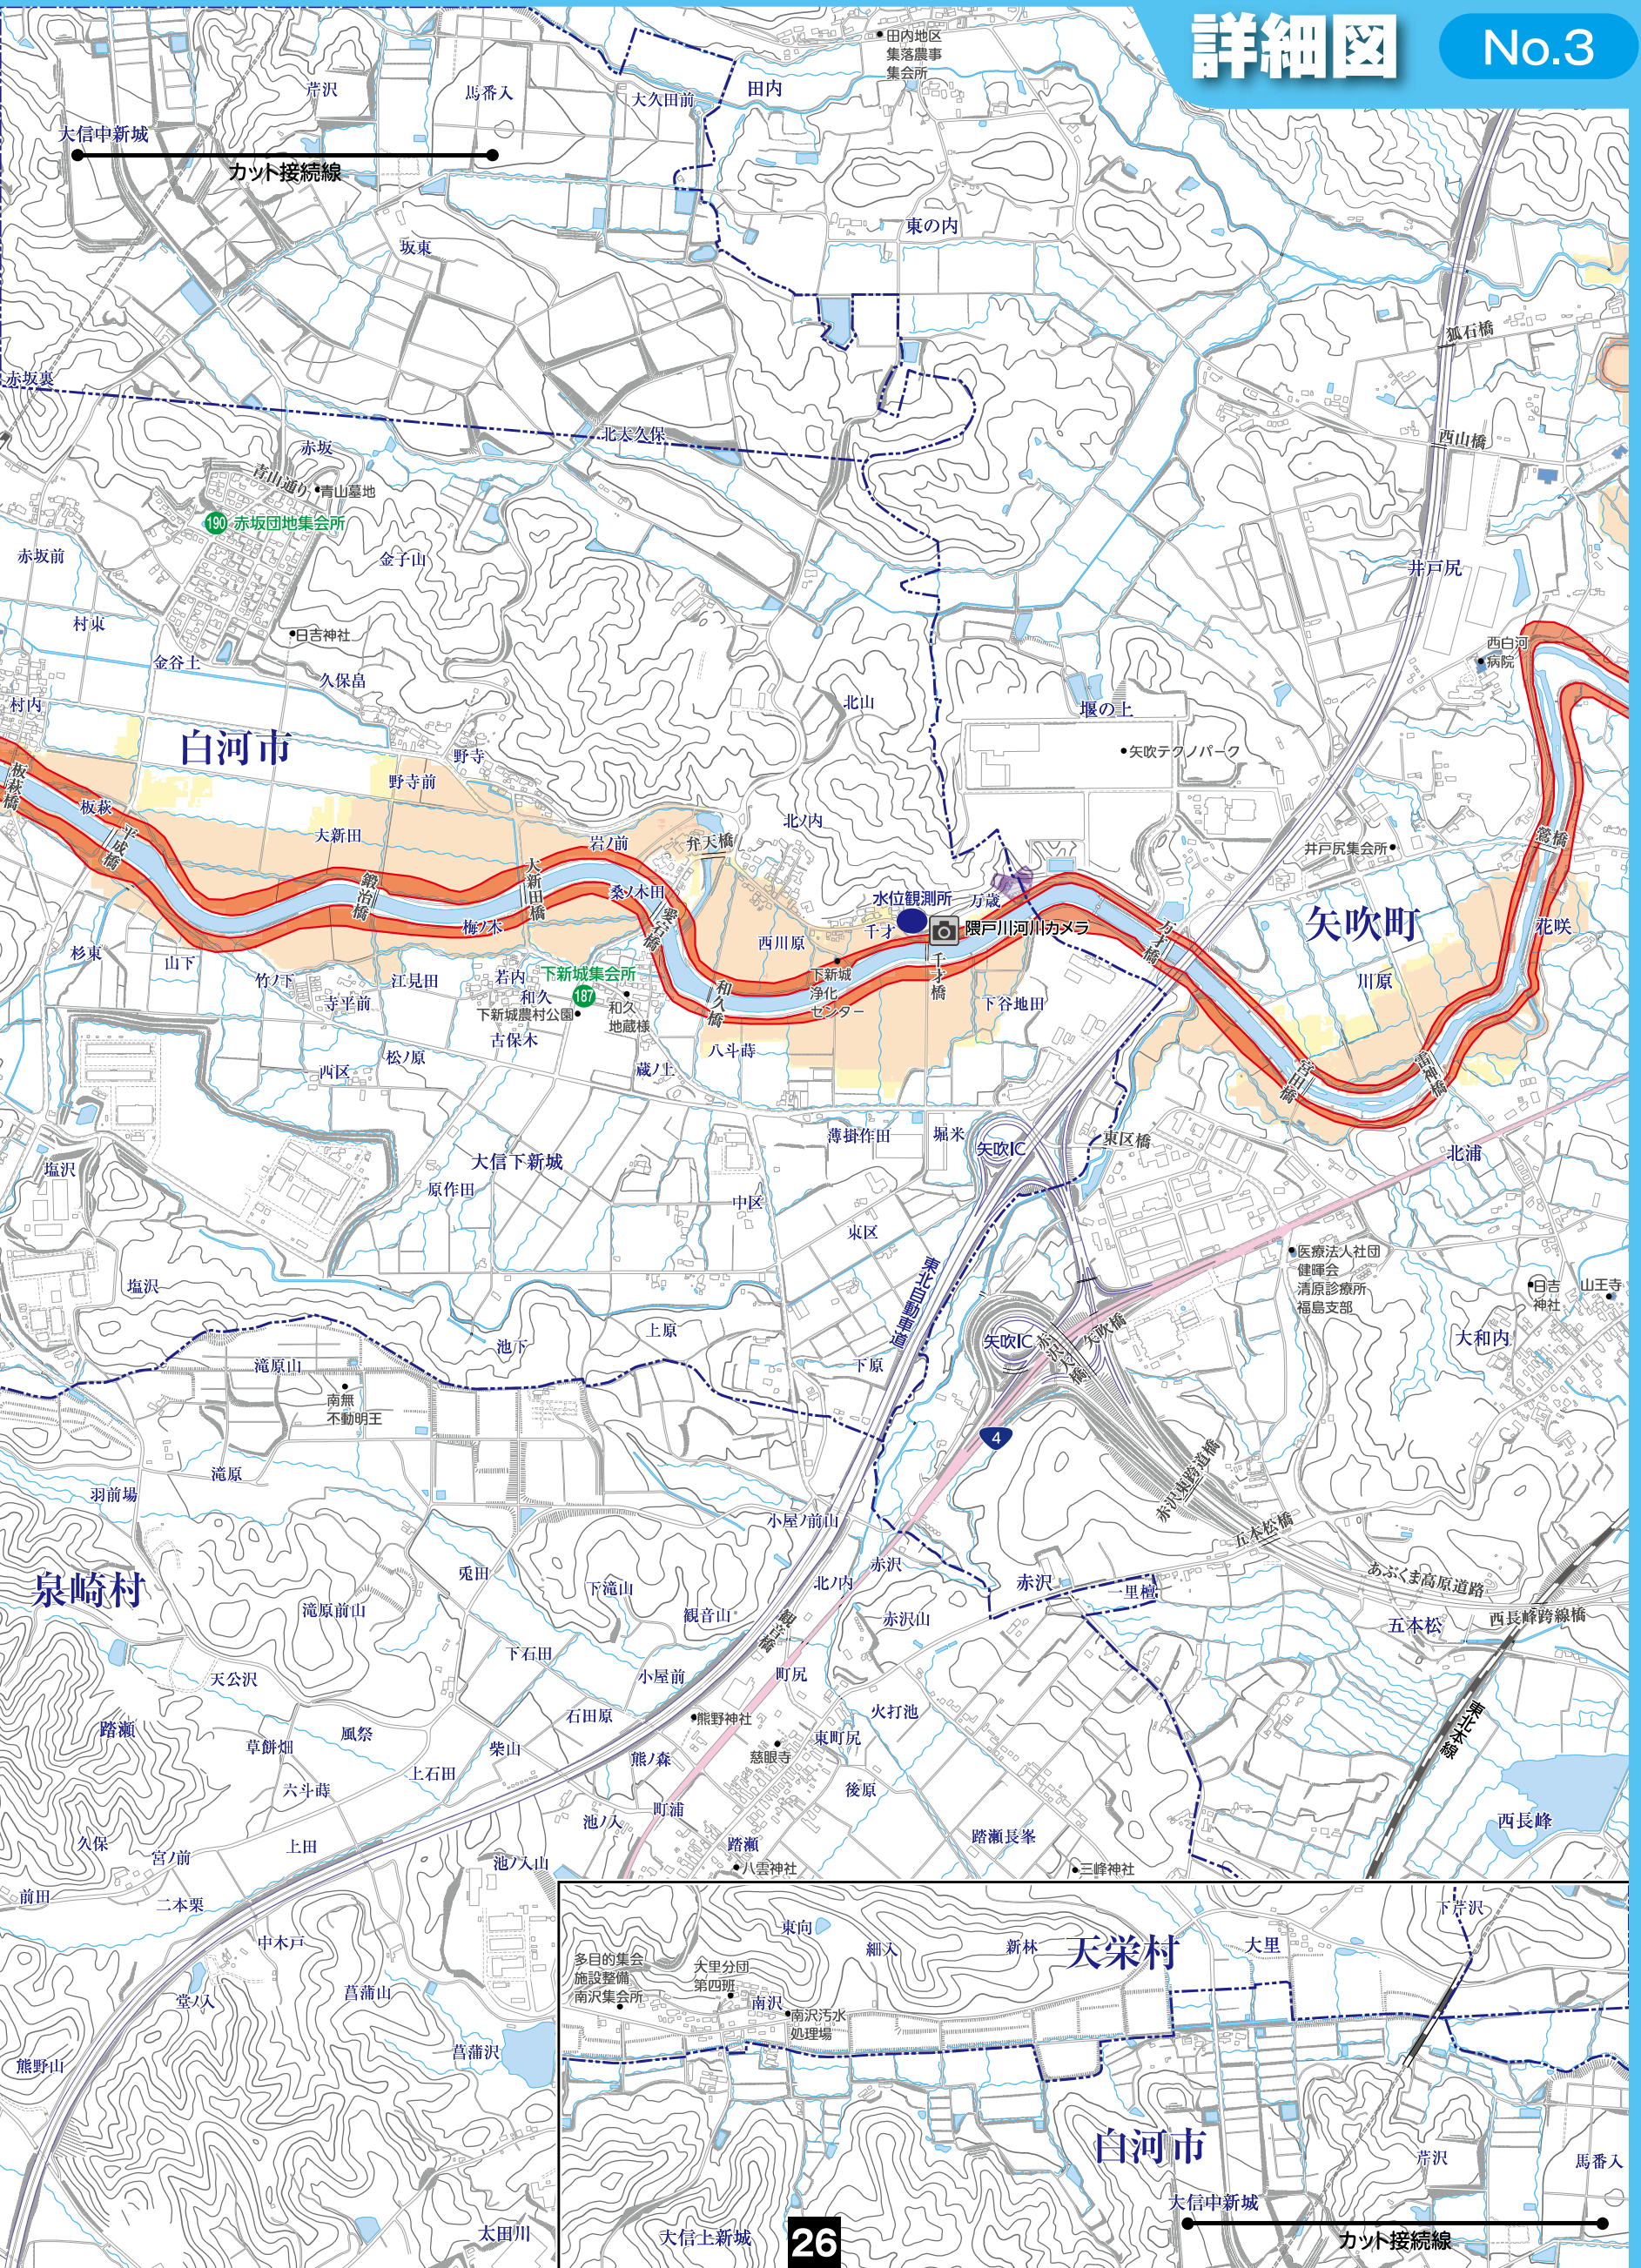 詳細図
No.3
田内地区
集落農事
集会所
芹沢
馬番入
大久田前
田内
大信中新城
カット接続線
東の内
坂東
狐石橋
赤坂裏
北大久保
西山橋
赤坂
青山通り
青山墓地
190
赤坂団地集会所
赤坂前
金子山
井戸尻
村東
日吉神社
金谷土
久保畠
西白河
病院
村内
北山
堰の上
白河市
野寺
矢吹テクノパーク
野寺前
板萩橋
板萩
平成橋
大新田
岩ノ前
弁天橋
北ノ内
鶯橋
井戸尻集会所
大新田橋
鍛治橋
桑ノ木田
水位観測所
万歳
矢吹町
梅ノ木
千才
隈戸川河川カメラ
万才橋
花咲
西川原
杉東
山下
竹ノ下
江見田
若内
下新城集会所
187
下新城
浄化
センター
千才橋
川原
寺平前
和久
下新城農村公園
和久
地蔵様
和久橋
下谷地田
古保木
八斗蒔
松ノ原
西区
蔵ノ上
宮田橋
雷神橋
薄掛作田
堀米
矢吹IC
東区橋
北浦
塩沢
大信下新城
原作田
中区
東区
医療法人社団
健暉会
清原診療所
福島支部
塩沢
東北自動車道
日吉
神社
山王寺
上原
池下
矢吹IC
矢吹橋
大和内
滝原山
下原
南無
不動明王
4
滝原
羽前場
赤沢東跨道橋
小屋ノ前山
五本松橋
赤沢
兎田
下滝山
北ノ内
赤沢
一里檀
あぶくま高原道路
泉崎村
滝原前山
観音山
観音橋
赤沢山
五本松
西長峰跨線橋
下石田
小屋前
町尻
天公沢
石田原
熊野神社
火打池
踏瀬
風祭
草餅畑
柴山
東町尻
慈眼寺
東北本線
上石田
熊ノ森
六斗蒔
後原
町浦
池ノ入
西長峰
久保
上田
踏瀬
踏瀬長峯
宮ノ前
池ノ入山
八雲神社
三峰神社
前田
二本栗
下芹沢
東向
中木戸
細入
新林
天栄村
大里
多目的集会
施設整備
南沢集会所
大里分団
第四班
菖蒲山
堂ノ入
南沢
南沢汚水
処理場
菖蒲沢
熊野山
白河市
芹沢
馬番入
大信中新城
太田川
大信上新城
カット接続線
26